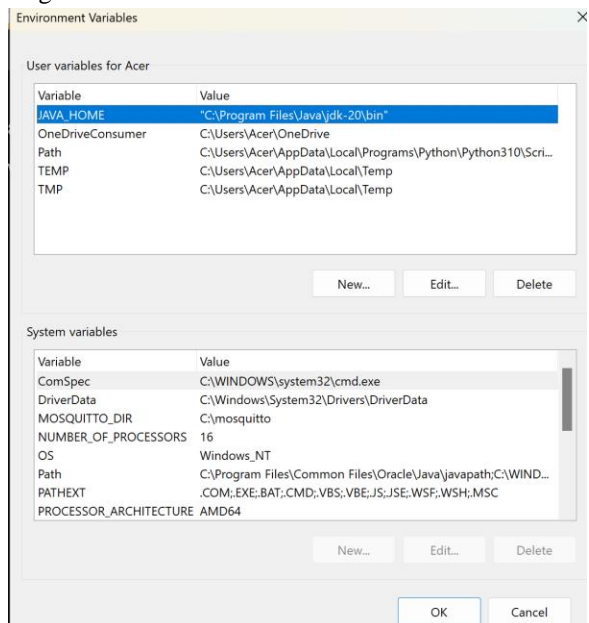 Environment Variables
User variables for Acer
Variable Value
JAVA_HOME "C:\Program Files\Java\jdk-20\bin"
OneDriveConsumer C:\Users\Acer\OneDrive
Path C:\Users\Acer\AppData\Local\Programs\Python\Python310\Scri...
TEMP C:\Users\Acer\AppData\Local\Temp
TMP C:\Users\Acer\AppData\Local\Temp
New... Edit... Delete
System variables
Variable Value
ComSpec C:\WINDOWS\system32\cmd.exe
DriverData C:\Windows\System32\Drivers\DriverData
MOSQUITTO_DIR C:\mosquitto
NUMBER_OF_PROCESSORS 16
OS Windows_NT
Path C:\Program Files\Common Files\Oracle\Java\javapath;C:\WIND...
PATHEXT .COM;.EXE;.BAT;.CMD;.VBS;.VBE;.JS;.JSE;.WSF;.WSH;.MSC
PROCESSOR_ARCHITECTURE AMD64
New... Edit... Delete
OK Cancel